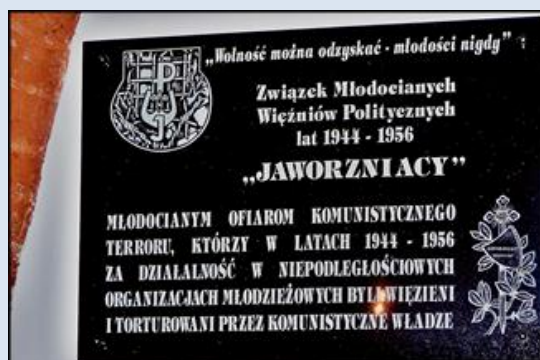 „Wolność można odzyskać - młodości nigdy”
Związek Młodocianych
Więźniów Politycznych
lat 1944 - 1956
„JAWORZNIACY”
MŁODOCIANYM OFIAROM KOMUNISTYCZNEGO
TERRORU, KTÓRZY W LATACH 1944 - 1956
ZA DZIAŁALNOŚĆ W NIEPODLEGŁOŚCIOWYCH
ORGANIZACJACH MŁODZIEŻOWYCH BYLI WIĘZIENI
I TORTUROWANI PRZEZ KOMUNISTYCZNE WŁADZE